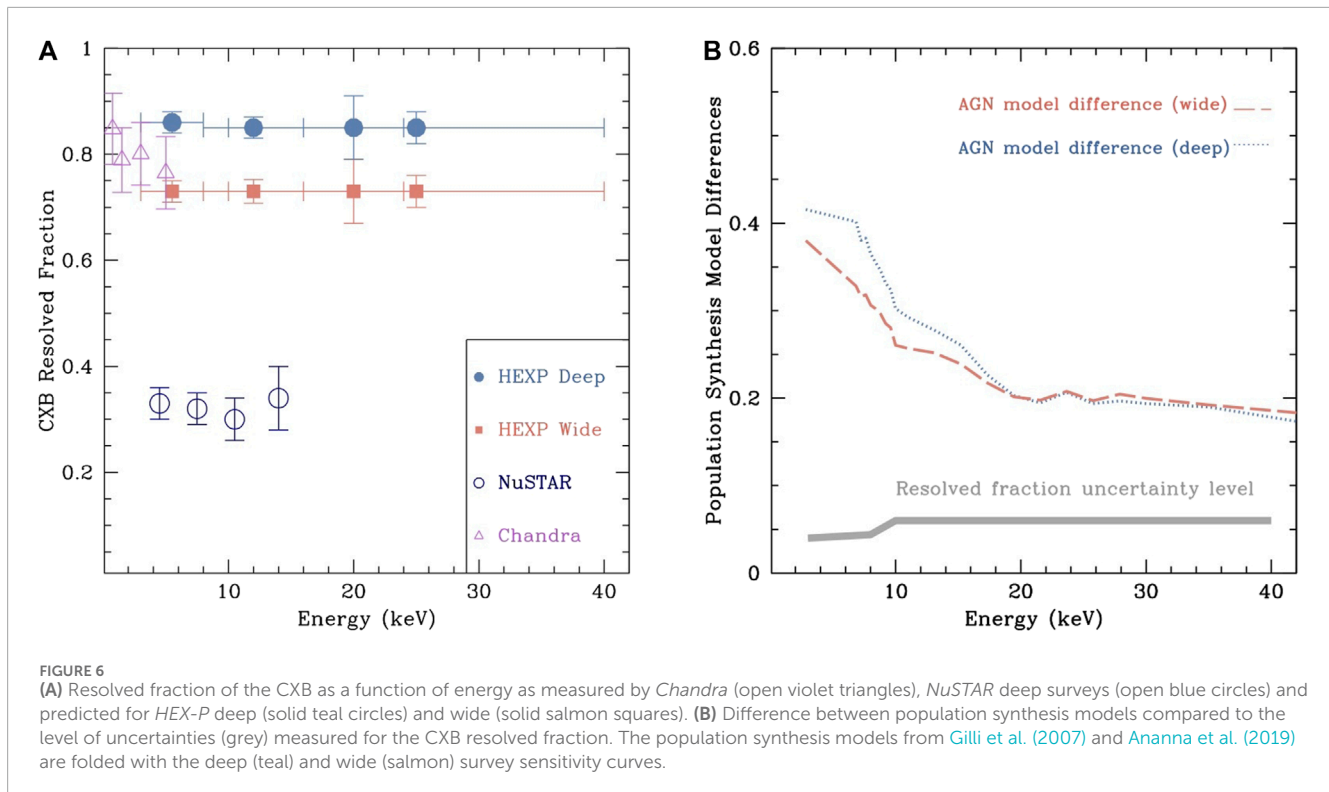 A
1
0.8
0.6
0.4
0.2
CXB Resolved Fraction
10
20
30
40
Energy (keV)
HEXP Deep
HEXP Wide
NuSTAR
Chandra
B
0.6
0.4
0.2
0
Population Synthesis Model Differences
AGN model difference (wide)
AGN model difference (deep)
Resolved fraction uncertainty level
10
20
30
40
Energy (keV)
FIGURE 6
(A) Resolved fraction of the CXB as a function of energy as measured by Chandra (open violet triangles), NuSTAR deep surveys (open blue circles) and
predicted for HEX-P deep (solid teal circles) and wide (solid salmon squares). (B) Difference between population synthesis models compared to the
level of uncertainties (grey) measured for the CXB resolved fraction. The population synthesis models from Gilli et al. (2007) and Ananna et al. (2019)
are folded with the deep (teal) and wide (salmon) survey sensitivity curves.